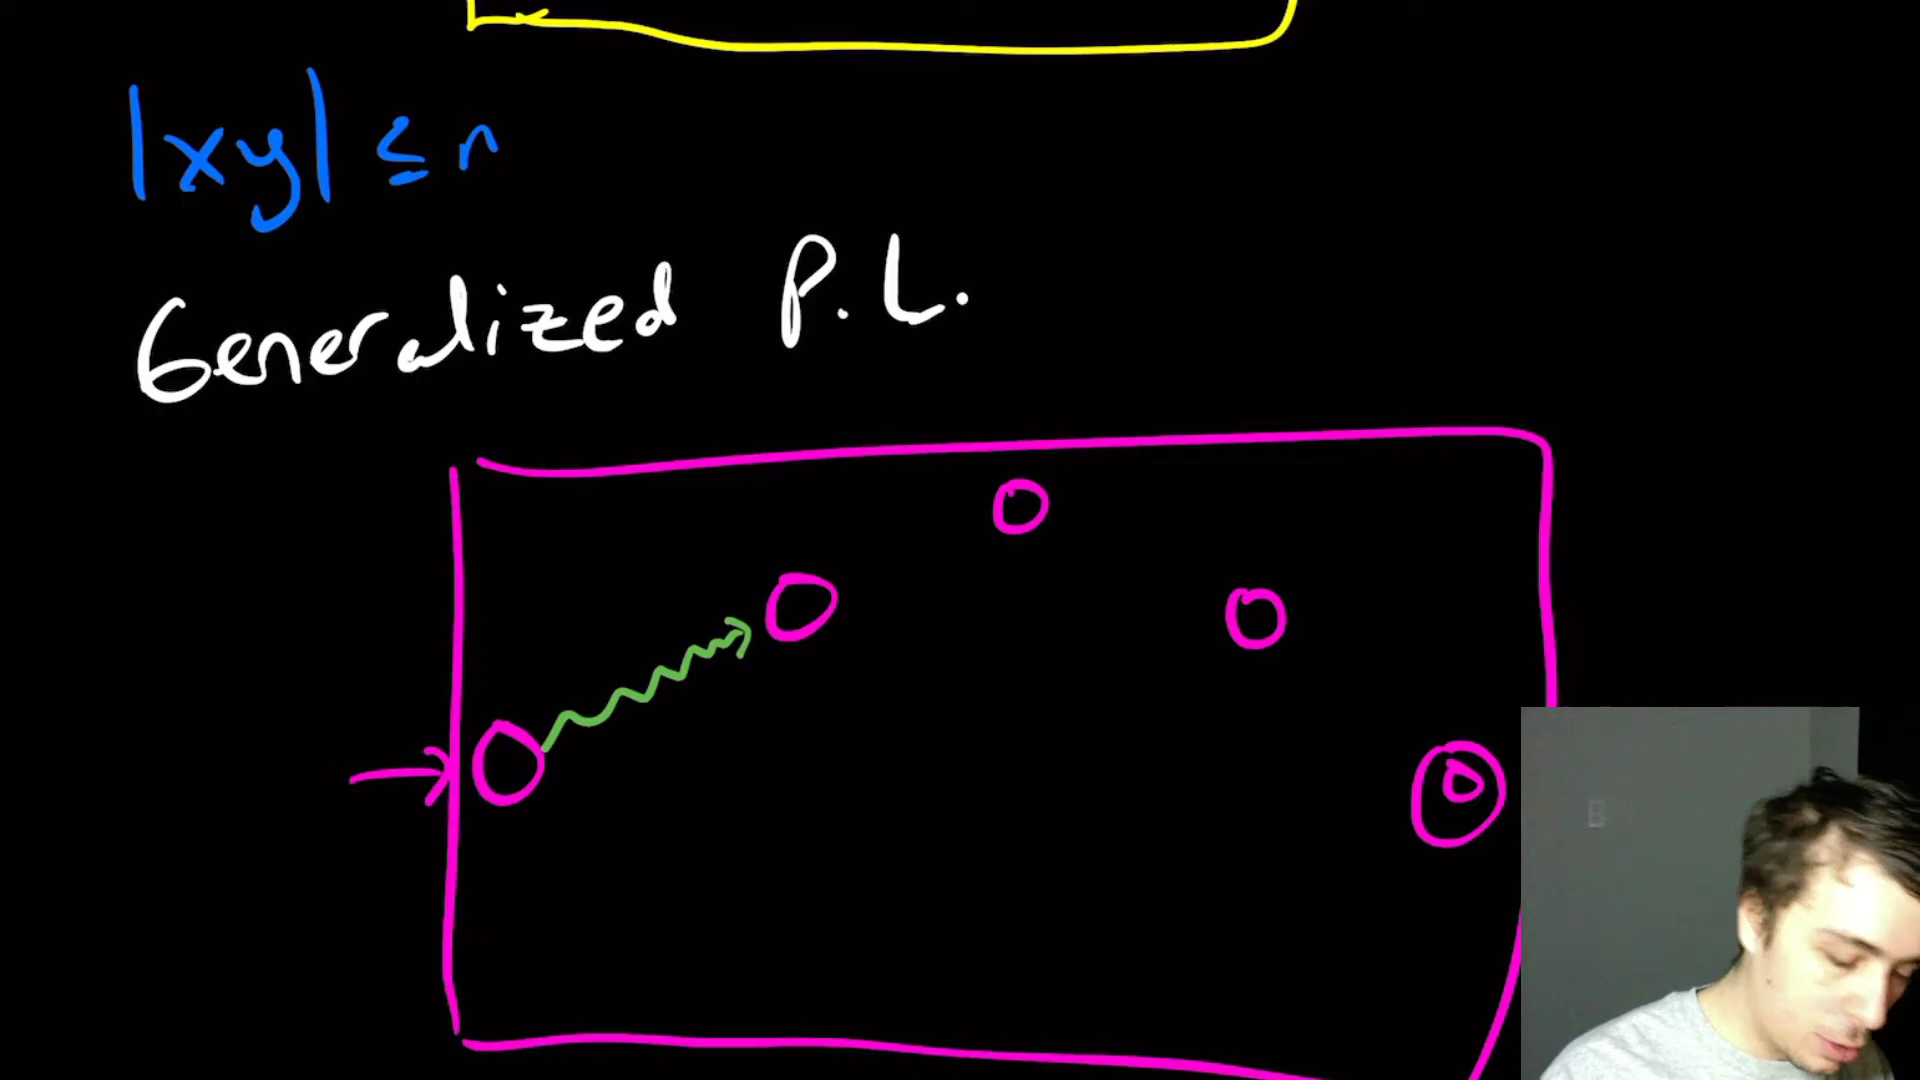 |xy| ≤ n
Generalized P.L.